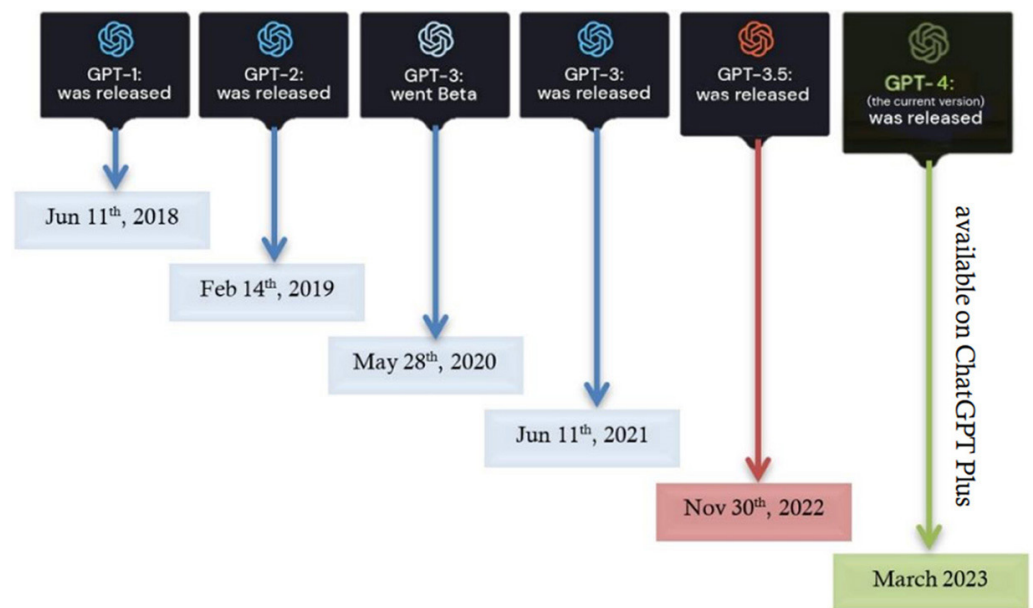 GPT-1:
was released
GPT-2:
was released
GPT-3:
went Beta
GPT-3:
was released
GPT-3.5:
was released
GPT-4:
(the current version)
was released
Jun 11th, 2018
Feb 14th, 2019
May 28th, 2020
Jun 11th, 2021
Nov 30th, 2022
available on ChatGPT Plus
March 2023